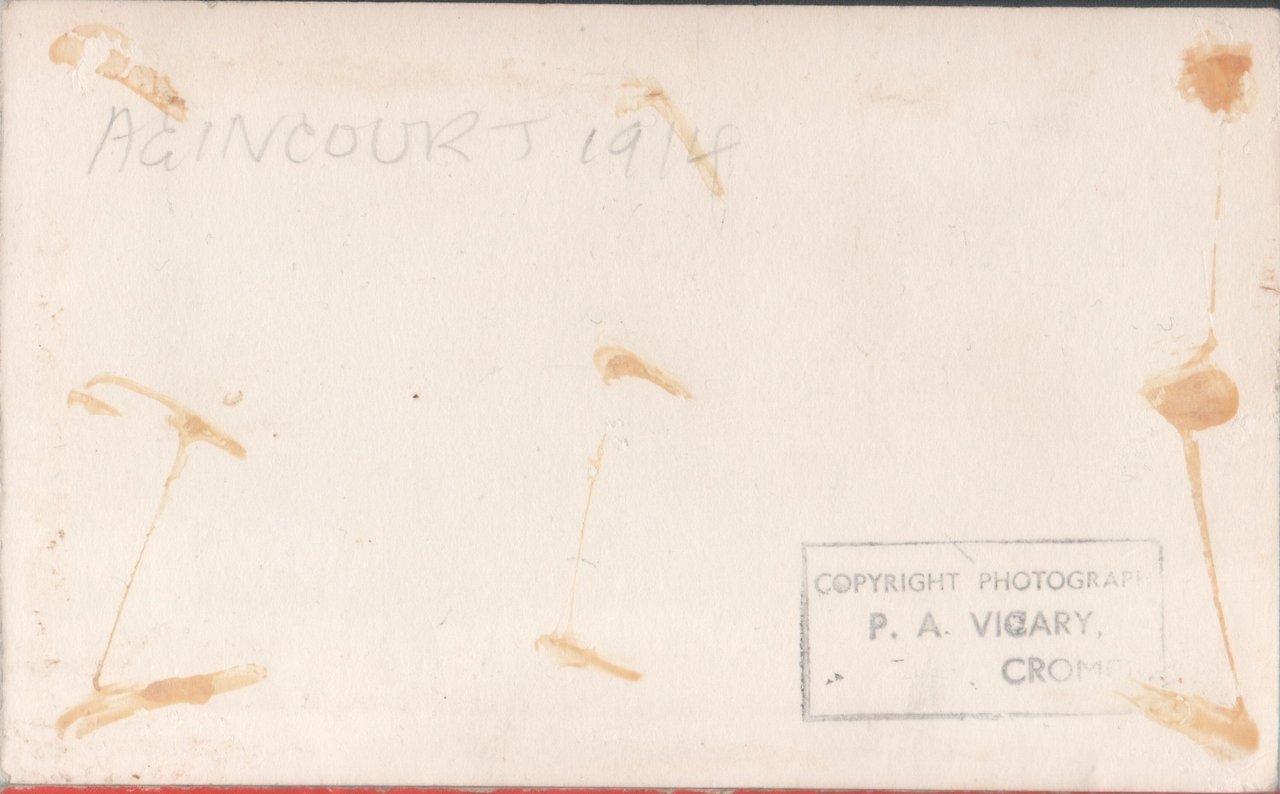 AGINCOURT 1914
COPYRIGHT PHOTOGRAPH
P. A. VICARY,
CROMER